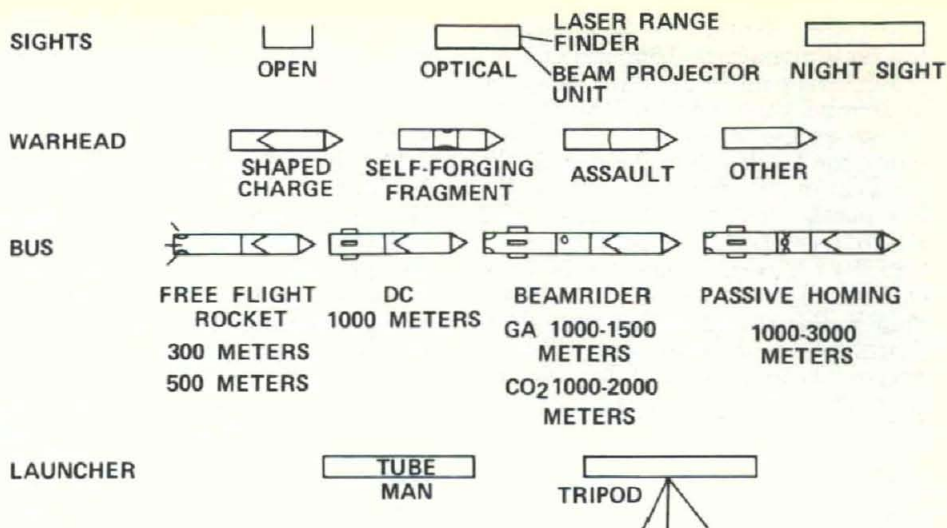 SIGHTS
OPEN
OPTICAL
LASER RANGE
FINDER
BEAM PROJECTOR
UNIT
NIGHT SIGHT
WARHEAD
SHAPED
CHARGE
SELF-FORGING
FRAGMENT
ASSAULT
OTHER
BUS
FREE FLIGHT
ROCKET
300 METERS
500 METERS
DC
1000 METERS
BEAMRIDER
GA 1000-1500
METERS
CO2 1000-2000
METERS
PASSIVE HOMING
1000-3000
METERS
LAUNCHER
TUBE
MAN
TRIPOD